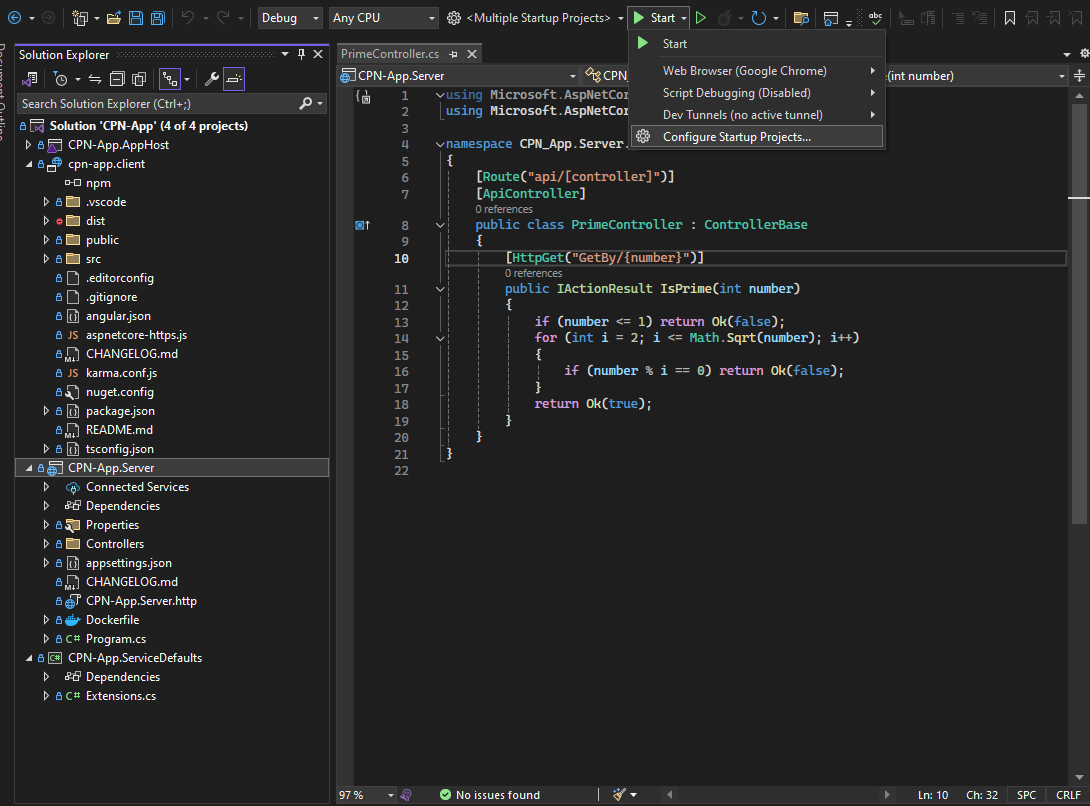 Debug
Any CPU
<Multiple Startup Projects>
Start
Start
Web Browser (Google Chrome)
Script Debugging (Disabled)
Dev Tunnels (no active tunnel)
Configure Startup Projects...
Solution Explorer
Search Solution Explorer (Ctrl+;)
Solution 'CPN-App' (4 of 4 projects)
CPN-App.AppHost
cpn-app.client
npm
.vscode
dist
public
src
.editorconfig
.gitignore
angular.json
JS aspnetcore-https.js
CHANGELOG.md
JS karma.conf.js
nuget.config
package.json
README.md
tsconfig.json
CPN-App.Server
Connected Services
Dependencies
Properties
Controllers
appsettings.json
CHANGELOG.md
CPN-App.Server.http
Dockerfile
C# Program.cs
C# CPN-App.ServiceDefaults
Dependencies
C# Extensions.cs
PrimeController.cs
CPN-App.Server
CPN_
(int number)
1 using Microsoft.AspNetCor
2 using Microsoft.AspNetCor
3
4 namespace CPN_App.Server.
5 {
6 [Route("api/[controller]")]
7 [ApiController]
0 references
8 public class PrimeController : ControllerBase
9 {
10 [HttpGet("GetBy/{number}")]
0 references
11 public IActionResult IsPrime(int number)
12 {
13 if (number <= 1) return Ok(false);
14 for (int i = 2; i <= Math.Sqrt(number); i++)
15 {
16 if (number % i == 0) return Ok(false);
17 }
18 return Ok(true);
19 }
20 }
21 }
22
97 %
No issues found
Ln: 10
Ch: 32
SPC
CRLF